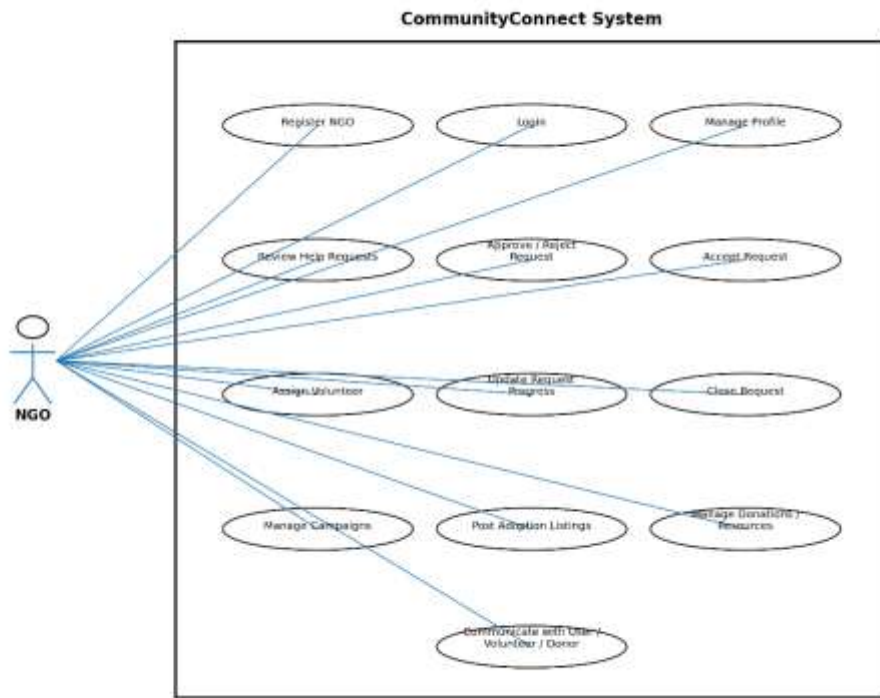 CommunityConnect System
Register NGO
Login
Manage Profile
Review Help Requests
Approve / Reject
Request
Accept Request
NGO
Assign Volunteer
Update Request
Progress
Close Request
Manage Campaigns
Post Adoption Listings
Manage Donations /
Resources
Communicate with User /
Volunteer / Donor